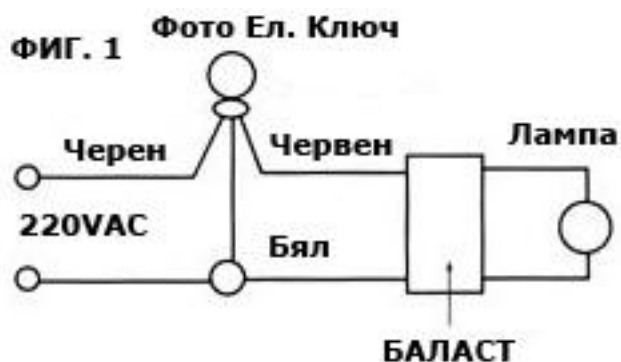 Фото Ел. Ключ
ФИГ. 1
Черен
Червен
Лампа
220VAC
Бял
БАЛАСТ